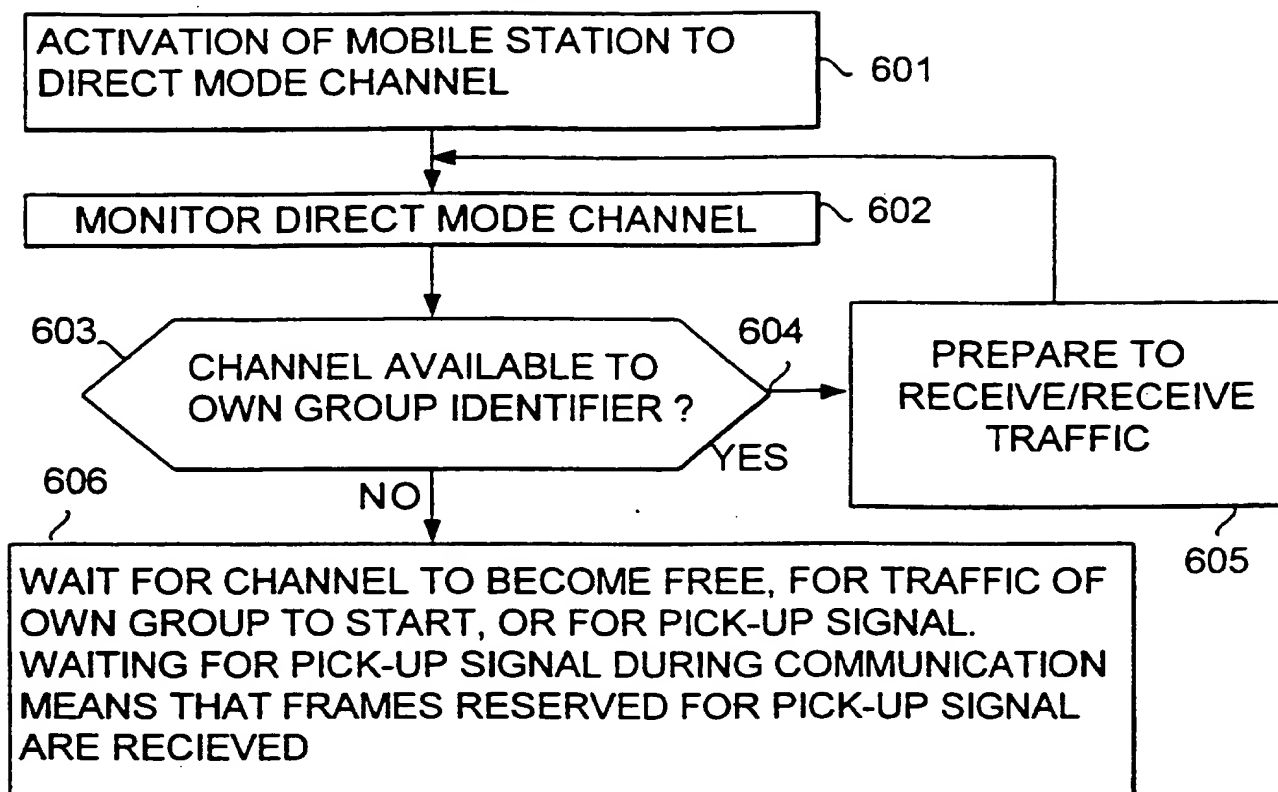 ACTIVATION OF MOBILE STATION TO
DIRECT MODE CHANNEL
601
MONITOR DIRECT MODE CHANNEL
602
603
CHANNEL AVAILABLE TO
OWN GROUP IDENTIFIER ?
604
YES
PREPARE TO
RECEIVE/RECEIVE
TRAFFIC
605
NO
606
WAIT FOR CHANNEL TO BECOME FREE, FOR TRAFFIC OF
OWN GROUP TO START, OR FOR PICK-UP SIGNAL.
WAITING FOR PICK-UP SIGNAL DURING COMMUNICATION
MEANS THAT FRAMES RESERVED FOR PICK-UP SIGNAL
ARE RECIEVED